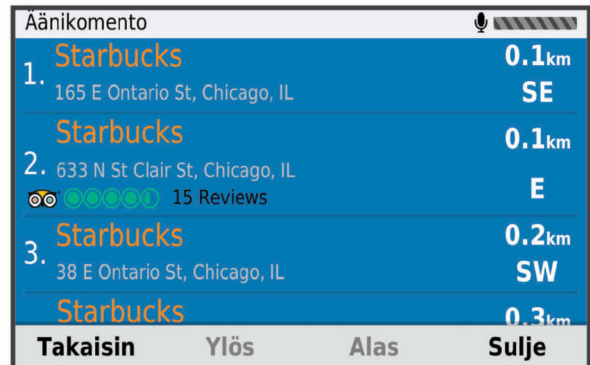 Äänikomento
Starbucks 0.1km
1.
165 E Ontario St, Chicago, IL SE
Starbucks 0.1km
2. 633 N St Clair St, Chicago, IL
E
15 Reviews
Starbucks 0.2km
3.
38 E Ontario St, Chicago, IL SW
Starbucks 0.3km
Takaisin Ylös Alas Sulje